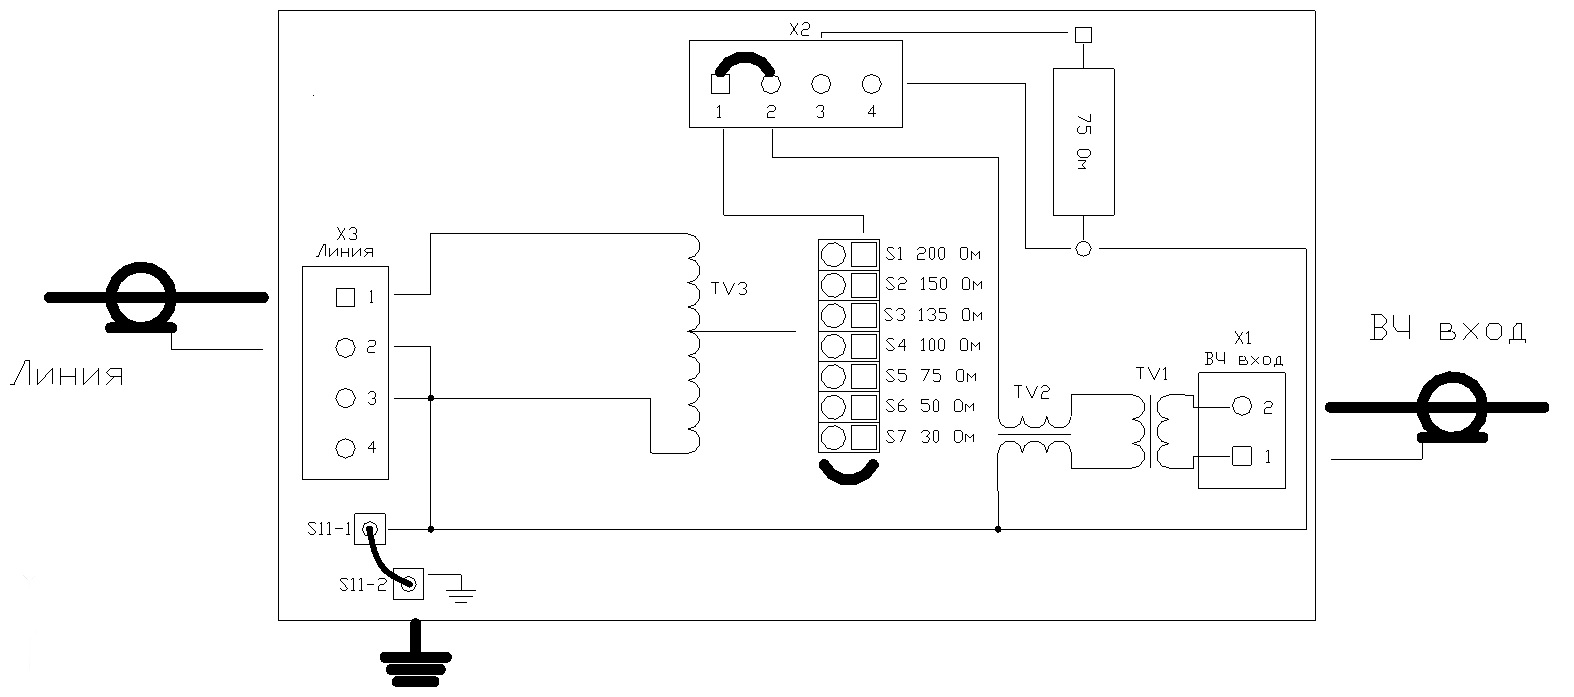 X2
1 2 3 4
75 Ом
X3
Линия
1
2
3
4
TV3
S1 200 Ом
S2 150 Ом
S3 135 Ом
S4 100 Ом
S5 75 Ом
S6 50 Ом
S7 30 Ом
Линия
ВЧ вход
X1
ВЧ вход
2
1
TV2
TV1
S11-1
S11-2